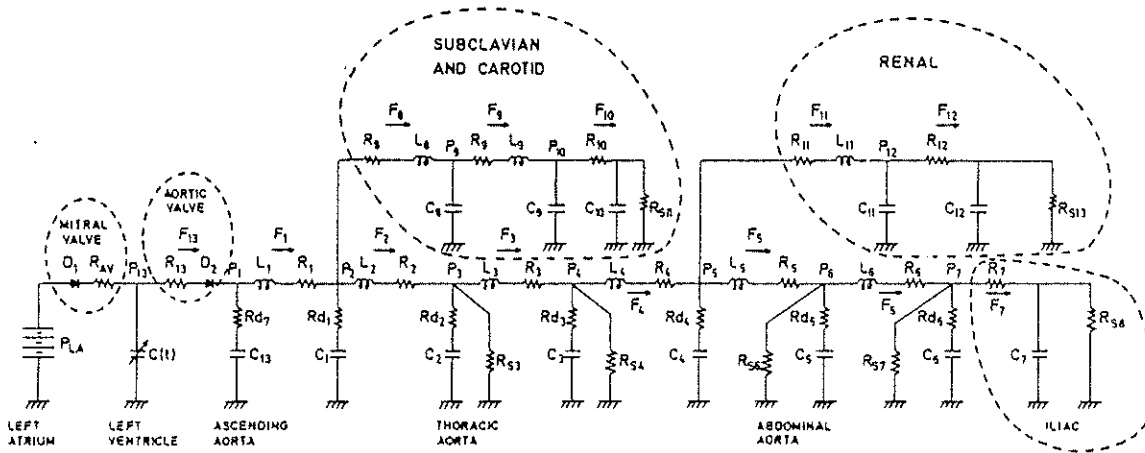 SUBCLAVIAN
AND CAROTID
RENAL
F8 F9 F10
F11 F12
R8 L8 P9 R9 L9 P10 R10
R11 L11 P12 R12
C8 C9 C10 RS11
C11 C12 RS13
MITRAL
VALVE
AORTIC
VALVE
F13 F1 F2 F3 F5
D1 RAV P13 R13 D2 P1 L1 R1 P2 L2 R2 P3 L3 R3 P4 L4 R4 P5 L5 R5 P6 L6 R6 P7 R7
F4 F5 F7
PLA C(t) Rd7 C13 Rd1 C1 Rd2 C2 RS3 Rd3 C3 RS4 Rd4 C4 RS6 Rd5 C5 RS7 Rd6 C6 C7 RS8
LEFT
ATRIUM
LEFT
VENTRICLE
ASCENDING
AORTA
THORACIC
AORTA
ABDOMINAL
AORTA
ILIAC